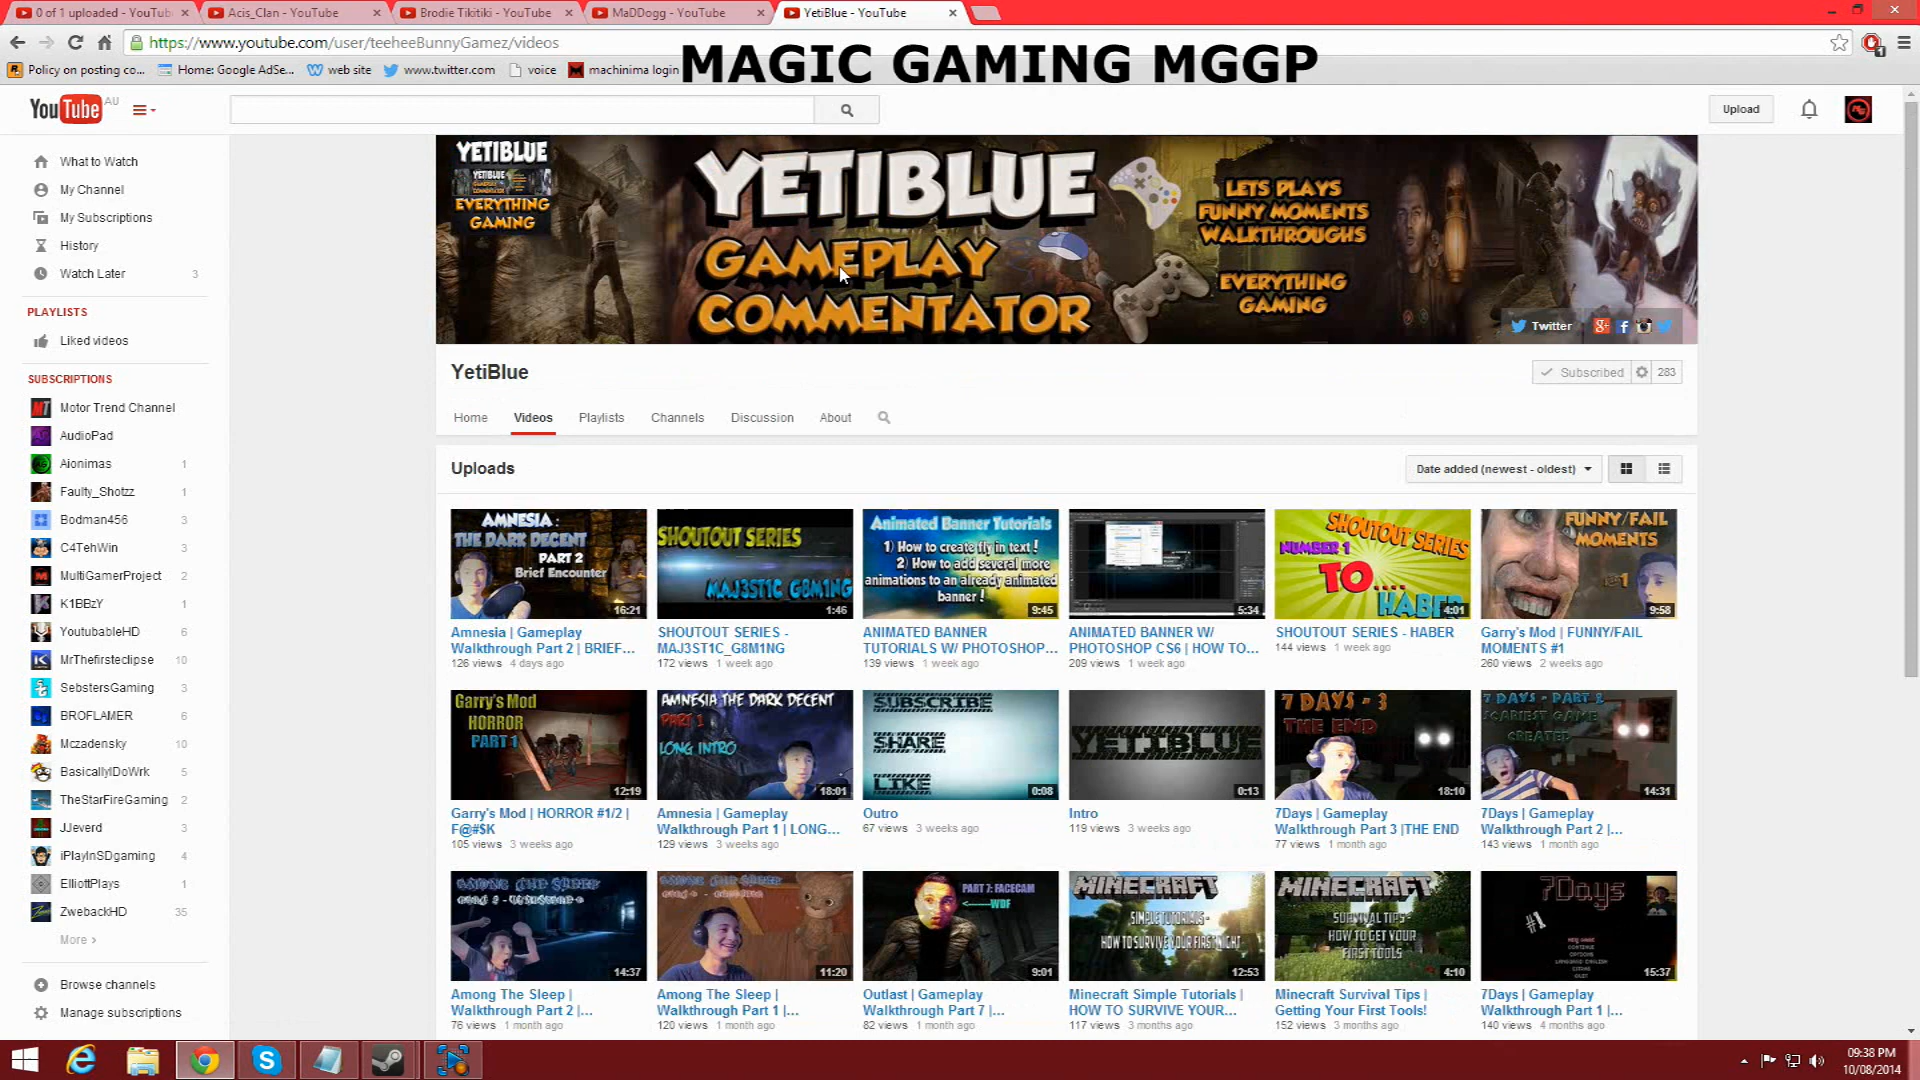 0 of 1 uploaded - YouTub
Acis_Clan - YouTube
Brodie Tikitiki - YouTube
MaDDogg - YouTube
YetiBlue - YouTube
https://www.youtube.com/user/teeheeBunnyGamez/videos
Policy on posting co...
Home: Google AdSe...
web site
www.twitter.com
voice
machinima login
MAGIC GAMING MGGP
YouTube AU
Upload
What to Watch
My Channel
My Subscriptions
History
Watch Later 3
PLAYLISTS
Liked videos
SUBSCRIPTIONS
Motor Trend Channel
AudioPad
Aionimas 1
Faulty_Shotzz 1
Bodman456 3
C4TehWin 3
MultiGamerProject 2
K1BBzY 1
YoutubableHD 6
MrThefirsteclipse 10
SebstersGaming 3
BROFLAMER 6
Mczadensky 10
BasicallyIDoWrk 5
TheStarFireGaming 2
JJeverd 3
iPlayInSDgaming 4
ElliottPlays 1
ZwebackHD 35
More ›
Browse channels
Manage subscriptions
YETIBLUE
YETIBLUE
EVERYTHING
GAMING
YETIBLUE
GAMEPLAY
COMMENTATOR
LETS PLAYS
FUNNY MOMENTS
WALKTHROUGHS
EVERYTHING
GAMING
Twitter
YetiBlue
Subscribed 283
Home Videos Playlists Channels Discussion About
Uploads
Date added (newest - oldest)
AMNESIA :
THE DARK DECENT
PART 2
Brief Encounter
16:21
Amnesia | Gameplay
Walkthrough Part 2 | BRIEF...
126 views 4 days ago
SHOUTOUT SERIES
MAJ3ST1C G8M1NG
1:46
SHOUTOUT SERIES -
MAJ3ST1C_G8M1NG
172 views 1 week ago
Animated Banner Tutorials
1) How to create fly in text!
2) How to add several more
animations to an already animated
banner!
9:45
ANIMATED BANNER
TUTORIALS W/ PHOTOSHOP...
139 views 1 week ago
5:34
ANIMATED BANNER W/
PHOTOSHOP CS6 | HOW TO...
209 views 1 week ago
SHOUTOUT SERIES
NUMBER 1
TO....
HABER
4:01
SHOUTOUT SERIES - HABER
144 views 1 week ago
FUNNY/FAIL
MOMENTS
#1
9:58
Garry's Mod | FUNNY/FAIL
MOMENTS #1
260 views 2 weeks ago
Garry's Mod
HORROR
PART 1
12:19
Garry's Mod | HORROR #1/2 |
F@#$K
105 views 3 weeks ago
AMNESIA THE DARK DECENT
PART 1
LONG INTRO
18:01
Amnesia | Gameplay
Walkthrough Part 1 | LONG...
129 views 3 weeks ago
SUBSCRIBE
SHARE
LIKE
0:08
Outro
67 views 3 weeks ago
YETIBLUE
0:13
Intro
119 views 3 weeks ago
7 DAYS - 3
THE END
18:10
7Days | Gameplay
Walkthrough Part 3 |THE END
77 views 1 month ago
7 DAYS - PART 2
SCARIEST GAME
CREATED
14:31
7Days | Gameplay
Walkthrough Part 2 |...
143 views 1 month ago
AMONG THE SLEEP
14:37
Among The Sleep |
Walkthrough Part 2 |...
76 views 1 month ago
AMONG THE SLEEP
11:20
Among The Sleep |
Walkthrough Part 1 |...
120 views 1 month ago
PART 7: FACECAM
<------WDF
9:01
Outlast | Gameplay
Walkthrough Part 7 |...
82 views 1 month ago
MINECRAFT
SIMPLE TUTORIALS -
HOW TO SURVIVE YOUR FIRST NIGHT
12:53
Minecraft Simple Tutorials |
HOW TO SURVIVE YOUR...
117 views 3 months ago
MINECRAFT
SURVIVAL TIPS -
HOW TO GET YOUR
FIRST TOOLS
4:10
Minecraft Survival Tips |
Getting Your First Tools!
152 views 3 months ago
7Days
#1
NEW GAME
CONTINUE
OPTIONS
15:37
7Days | Gameplay
Walkthrough Part 1 |...
140 views 4 months ago
09:38 PM
10/08/2014